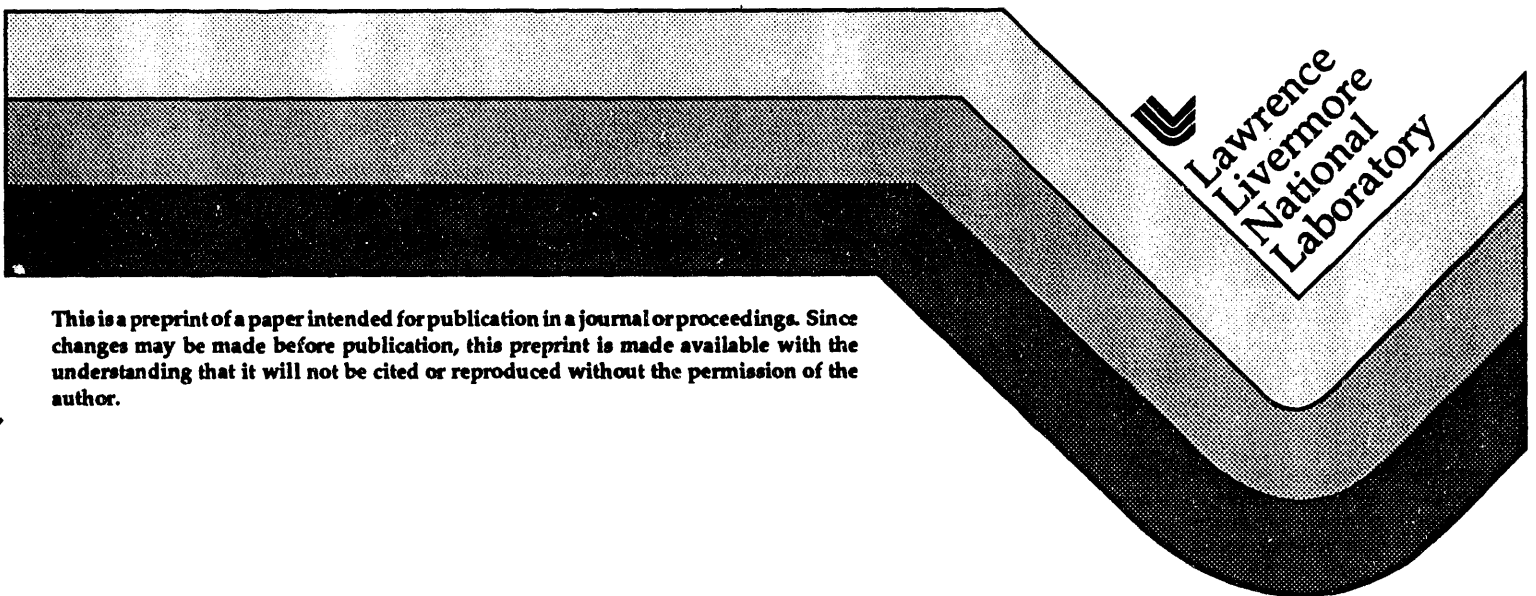 Lawrence
Livermore
National
Laboratory
This is a preprint of a paper intended for publication in a journal or proceedings. Since
changes may be made before publication, this preprint is made available with the
understanding that it will not be cited or reproduced without the permission of the
author.